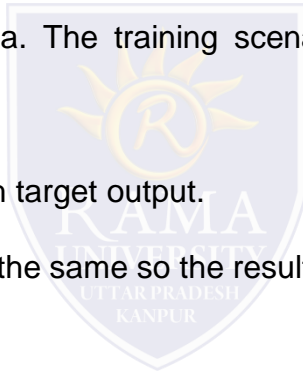 a. The training scena
n target output.
R
RAMA
UNIVERSITY
the same so the result
UTTAR PRADESH
KANPUR